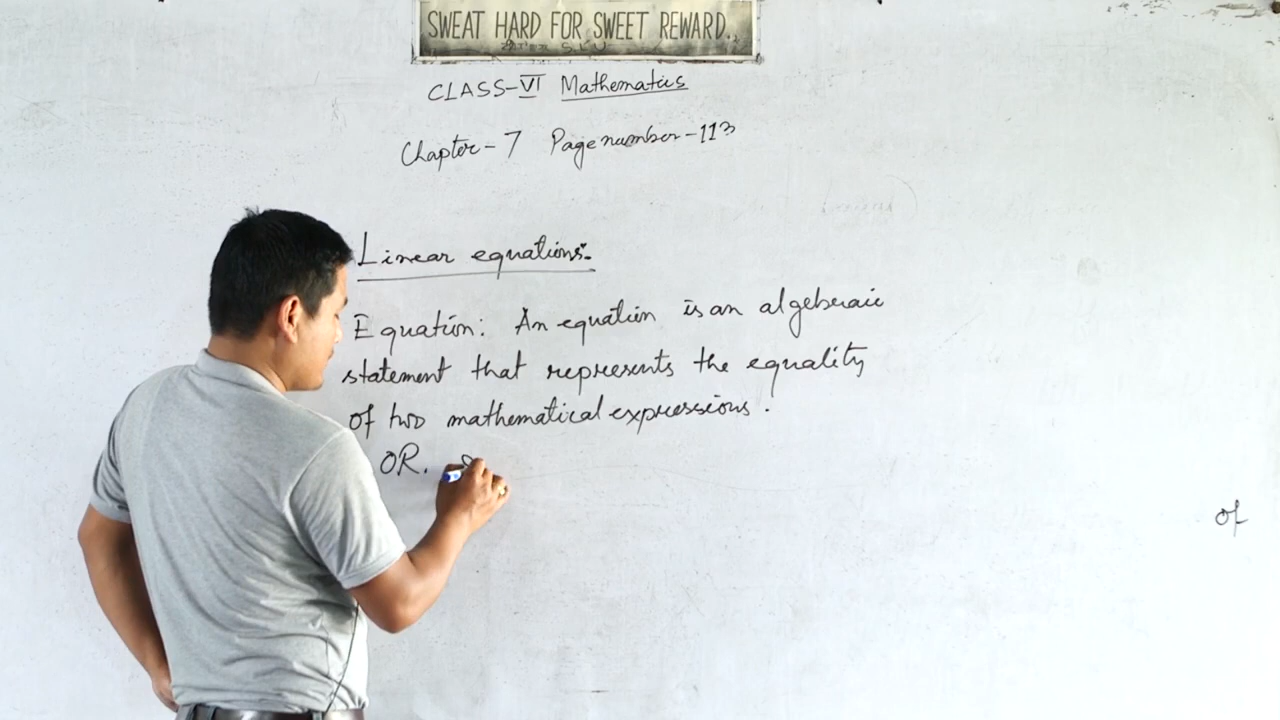 SWEAT HARD FOR SWEET REWARD.
CLASS-VI Mathematics
Chapter-7 Page number-113
Linear equations:-
Equation: An equation is an algeberaic
statement that represents the equality
of two mathematical expressions.
OR.
of